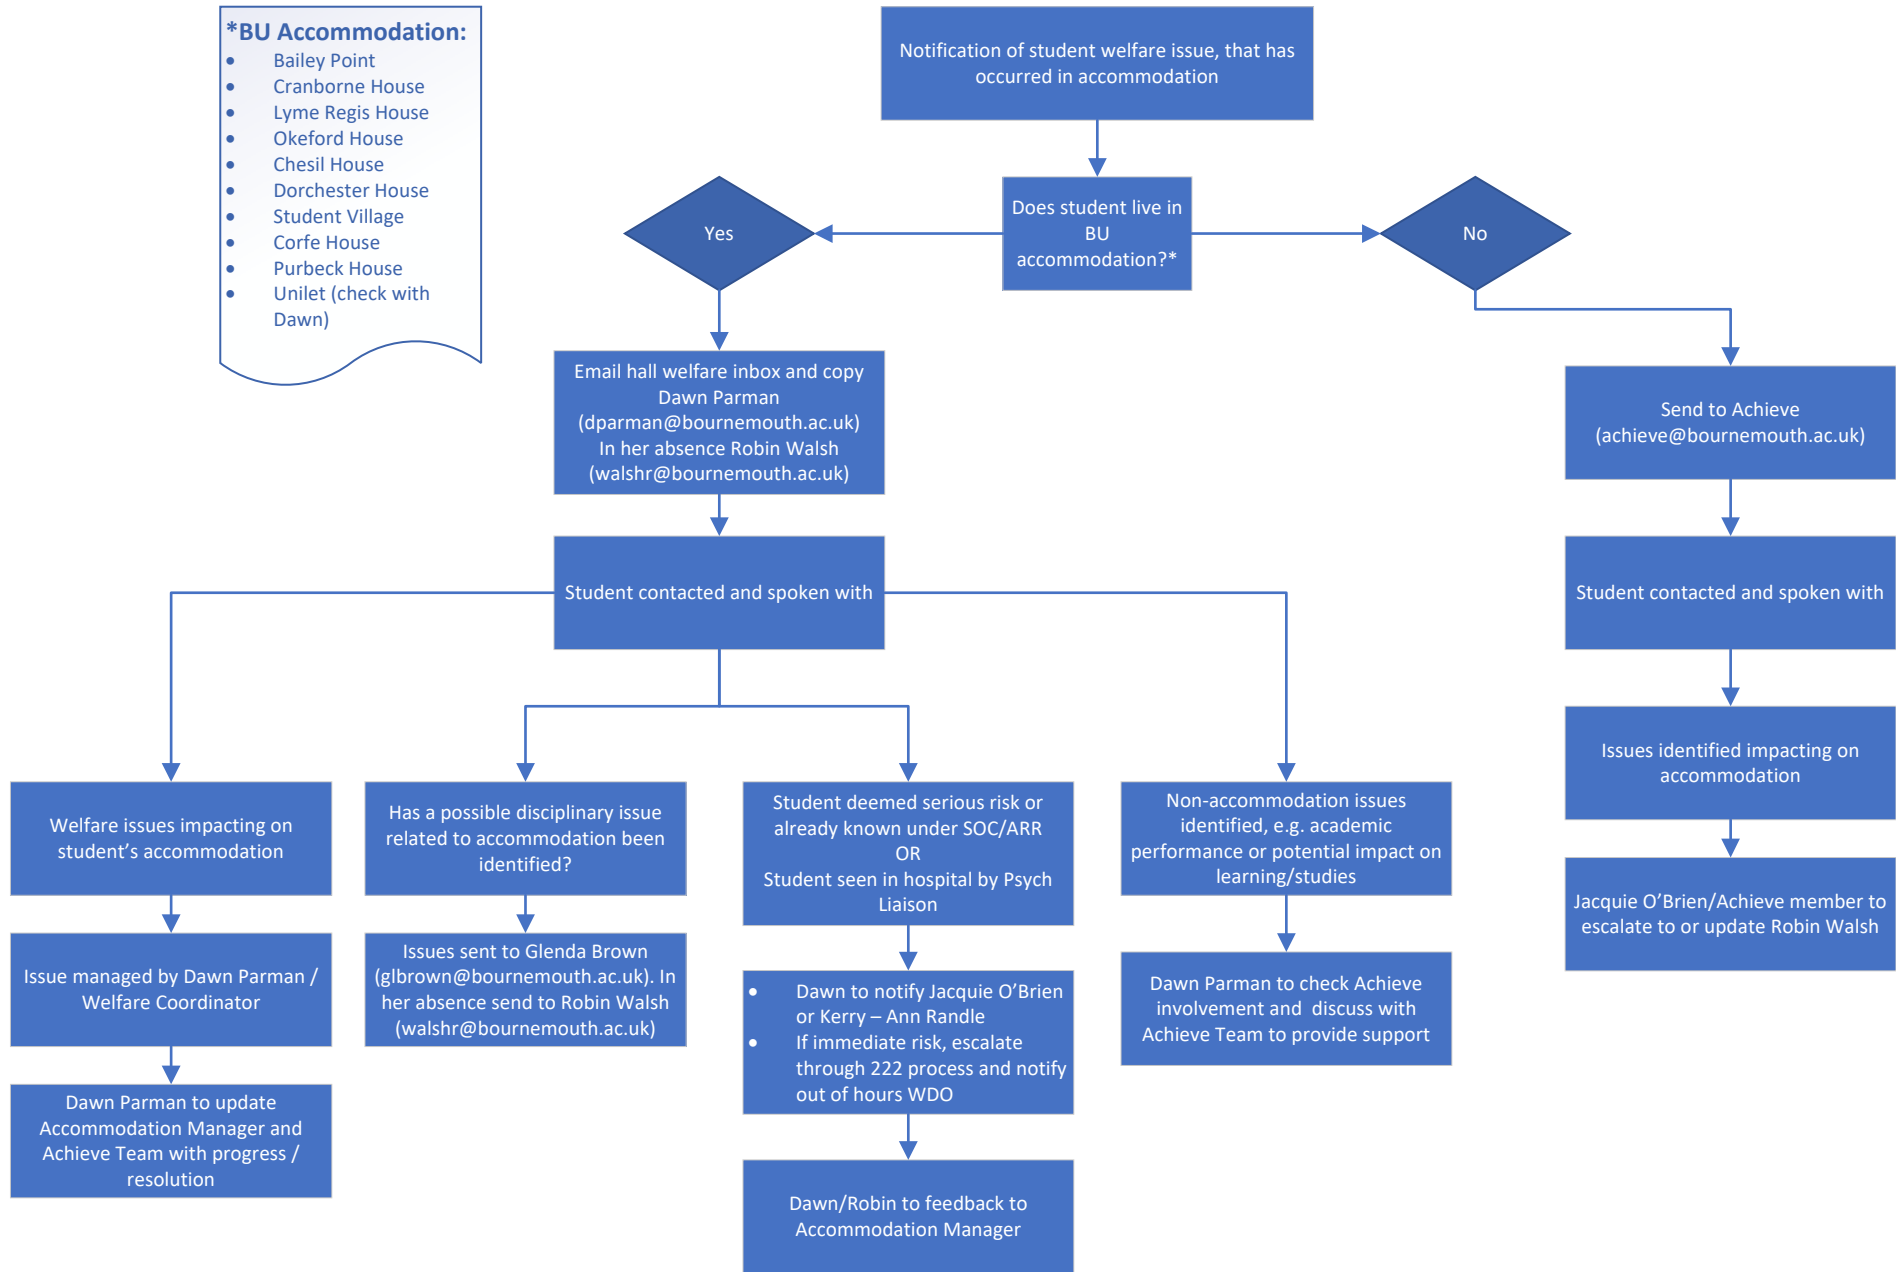 *BU Accommodation:
• Bailey Point
• Cranborne House
• Lyme Regis House
• Okeford House
• Chesil House
• Dorchester House
• Student Village
• Corfe House
• Purbeck House
• Unilet (check with
Dawn)
Notification of student welfare issue, that has
occurred in accommodation
Does student live in
BU
accommodation?*
Yes
No
Email hall welfare inbox and copy
Dawn Parman
(dparman@bournemouth.ac.uk)
In her absence Robin Walsh
(walshr@bournemouth.ac.uk)
Send to Achieve
(achieve@bournemouth.ac.uk)
Student contacted and spoken with
Student contacted and spoken with
Welfare issues impacting on
student’s accommodation
Has a possible disciplinary issue
related to accommodation been
identified?
Student deemed serious risk or
already known under SOC/ARR
OR
Student seen in hospital by Psych
Liaison
Non-accommodation issues
identified, e.g. academic
performance or potential impact on
learning/studies
Issues identified impacting on
accommodation
Issue managed by Dawn Parman /
Welfare Coordinator
Issues sent to Glenda Brown
(glbrown@bournemouth.ac.uk). In
her absence send to Robin Walsh
(walshr@bournemouth.ac.uk)
• Dawn to notify Jacquie O’Brien
or Kerry – Ann Randle
• If immediate risk, escalate
through 222 process and notify
out of hours WDO
Dawn Parman to check Achieve
involvement and  discuss with
Achieve Team to provide support
Jacquie O’Brien/Achieve member to
escalate to or update Robin Walsh
Dawn Parman to update
Accommodation Manager and
Achieve Team with progress /
resolution
Dawn/Robin to feedback to
Accommodation Manager